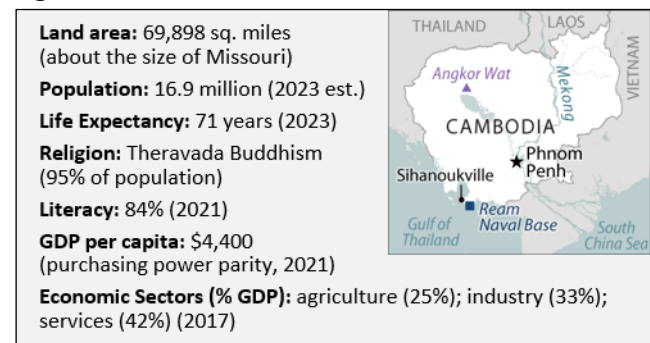 Land area: 69,898 sq. miles
(about the size of Missouri)
Population: 16.9 million (2023 est.)
Life Expectancy: 71 years (2023)
Religion: Theravada Buddhism
(95% of population)
Literacy: 84% (2021)
GDP per capita: $4,400
(purchasing power parity, 2021)
Economic Sectors (% GDP): agriculture (25%); industry (33%);
services (42%) (2017)
THAILAND
LAOS
VIETNAM
Angkor Wat
Mekong
CAMBODIA
Phnom
Penh
Sihanoukville
Ream
Naval Base
Gulf of
Thailand
South
China Sea